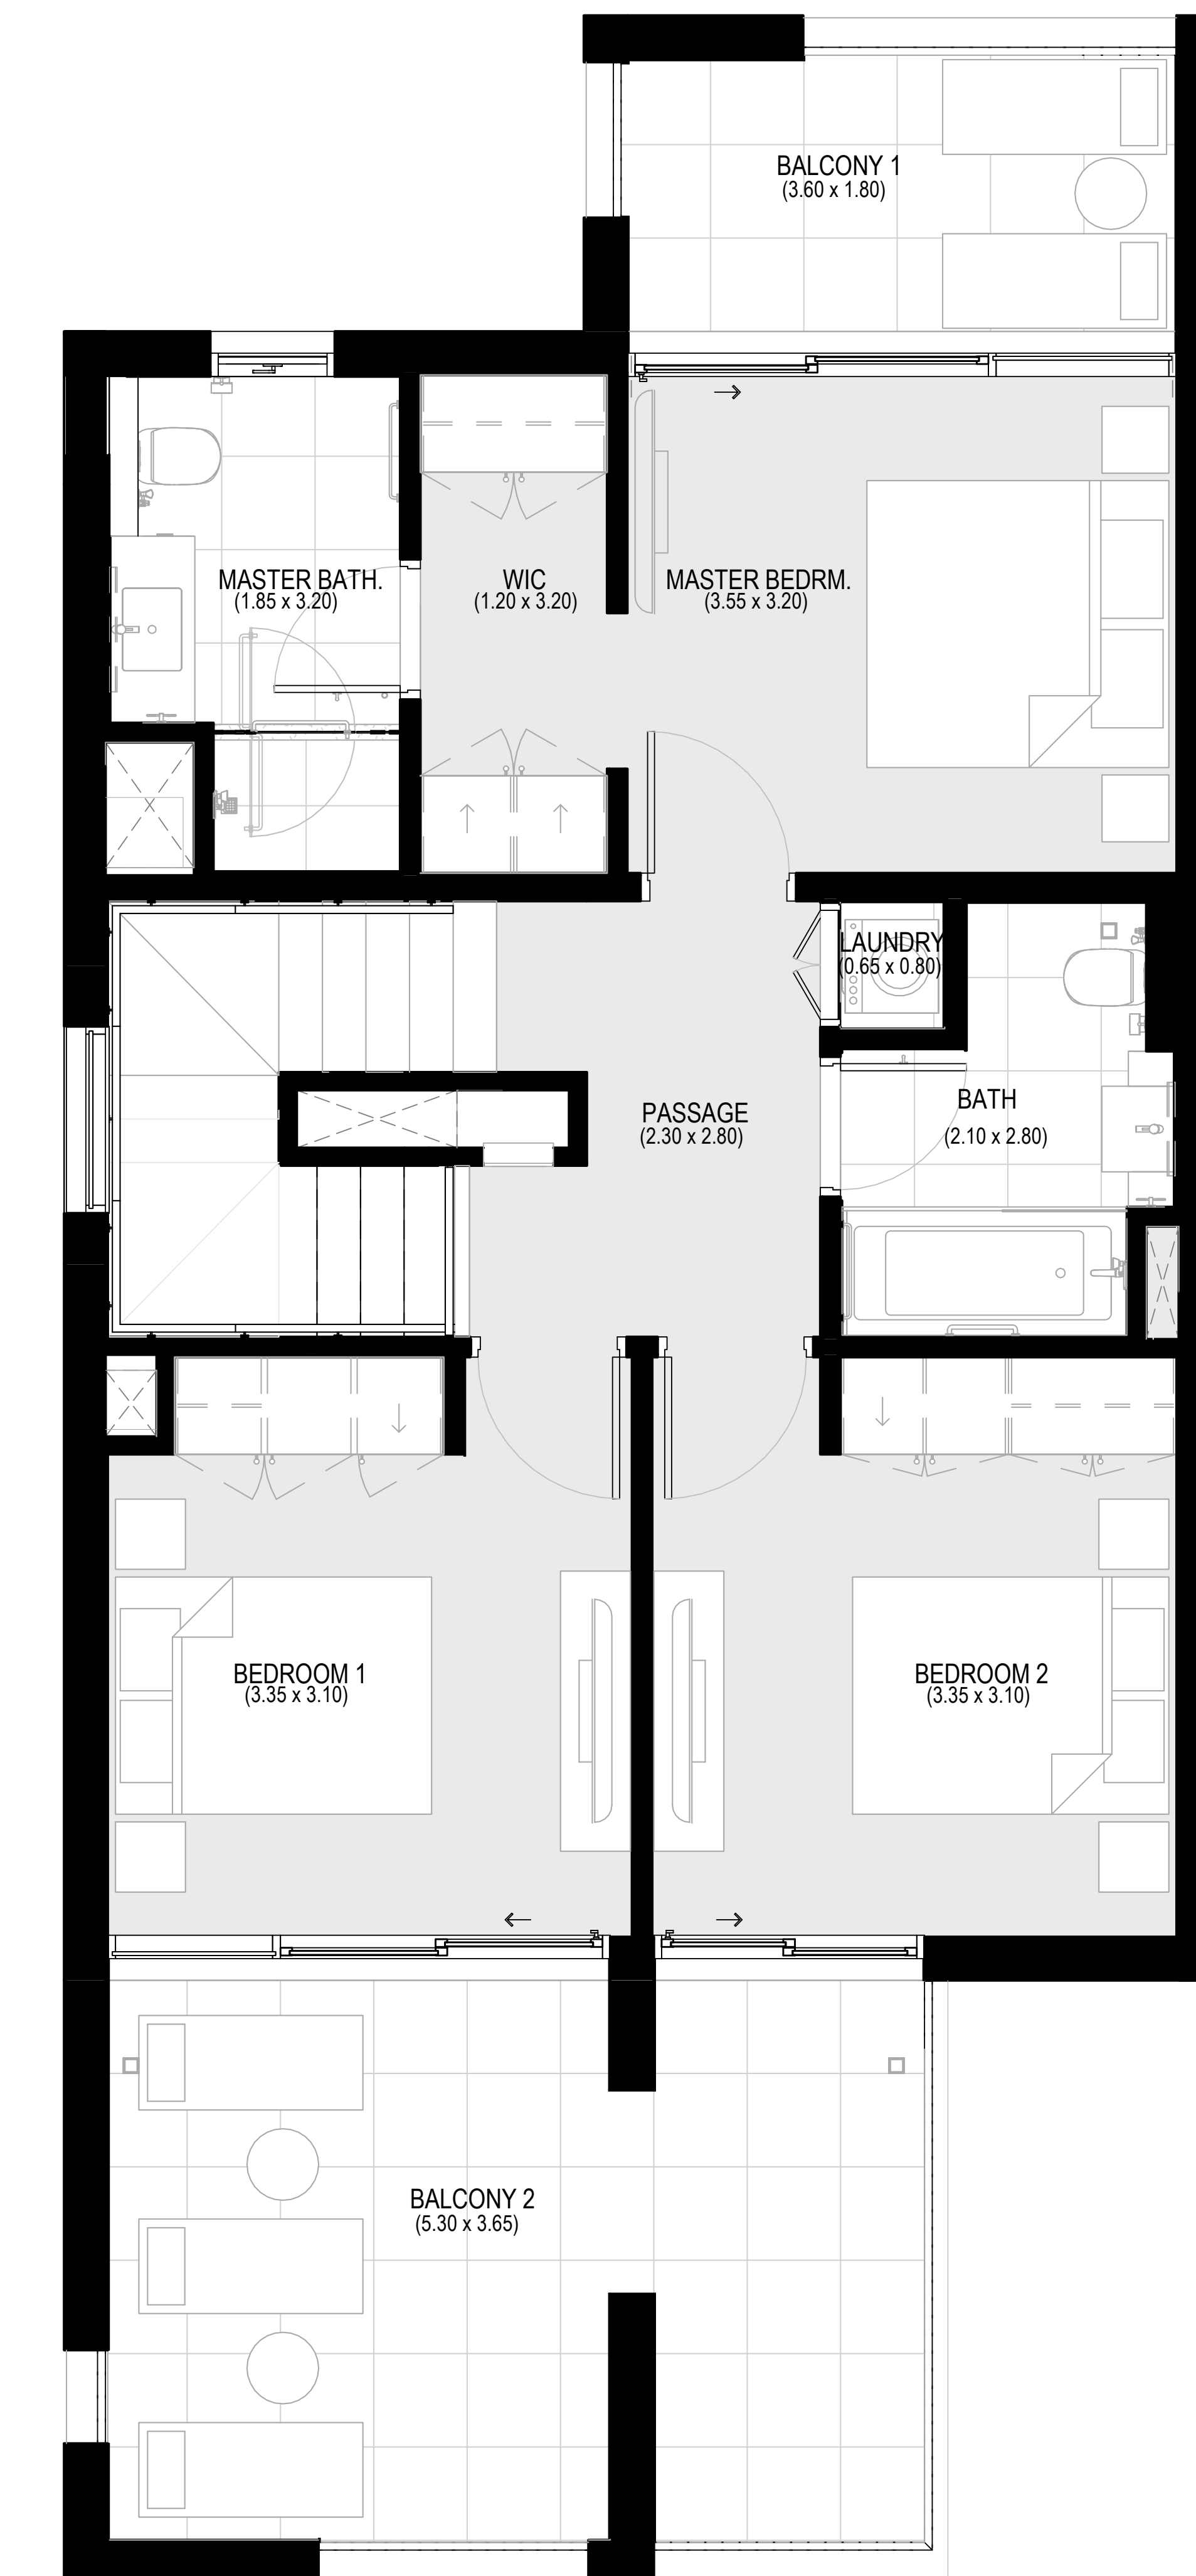 BALCONY 1
(3.60 x 1.80)
MASTER BATH.
(1.85 x 3.20)
WIC
(1.20 x 3.20)
MASTER BEDRM.
(3.55 x 3.20)
LAUNDRY
(0.65 x 0.80)
PASSAGE
(2.30 x 2.80)
BATH
(2.10 x 2.80)
BEDROOM 1
(3.35 x 3.10)
BEDROOM 2
(3.35 x 3.10)
BALCONY 2
(5.30 x 3.65)